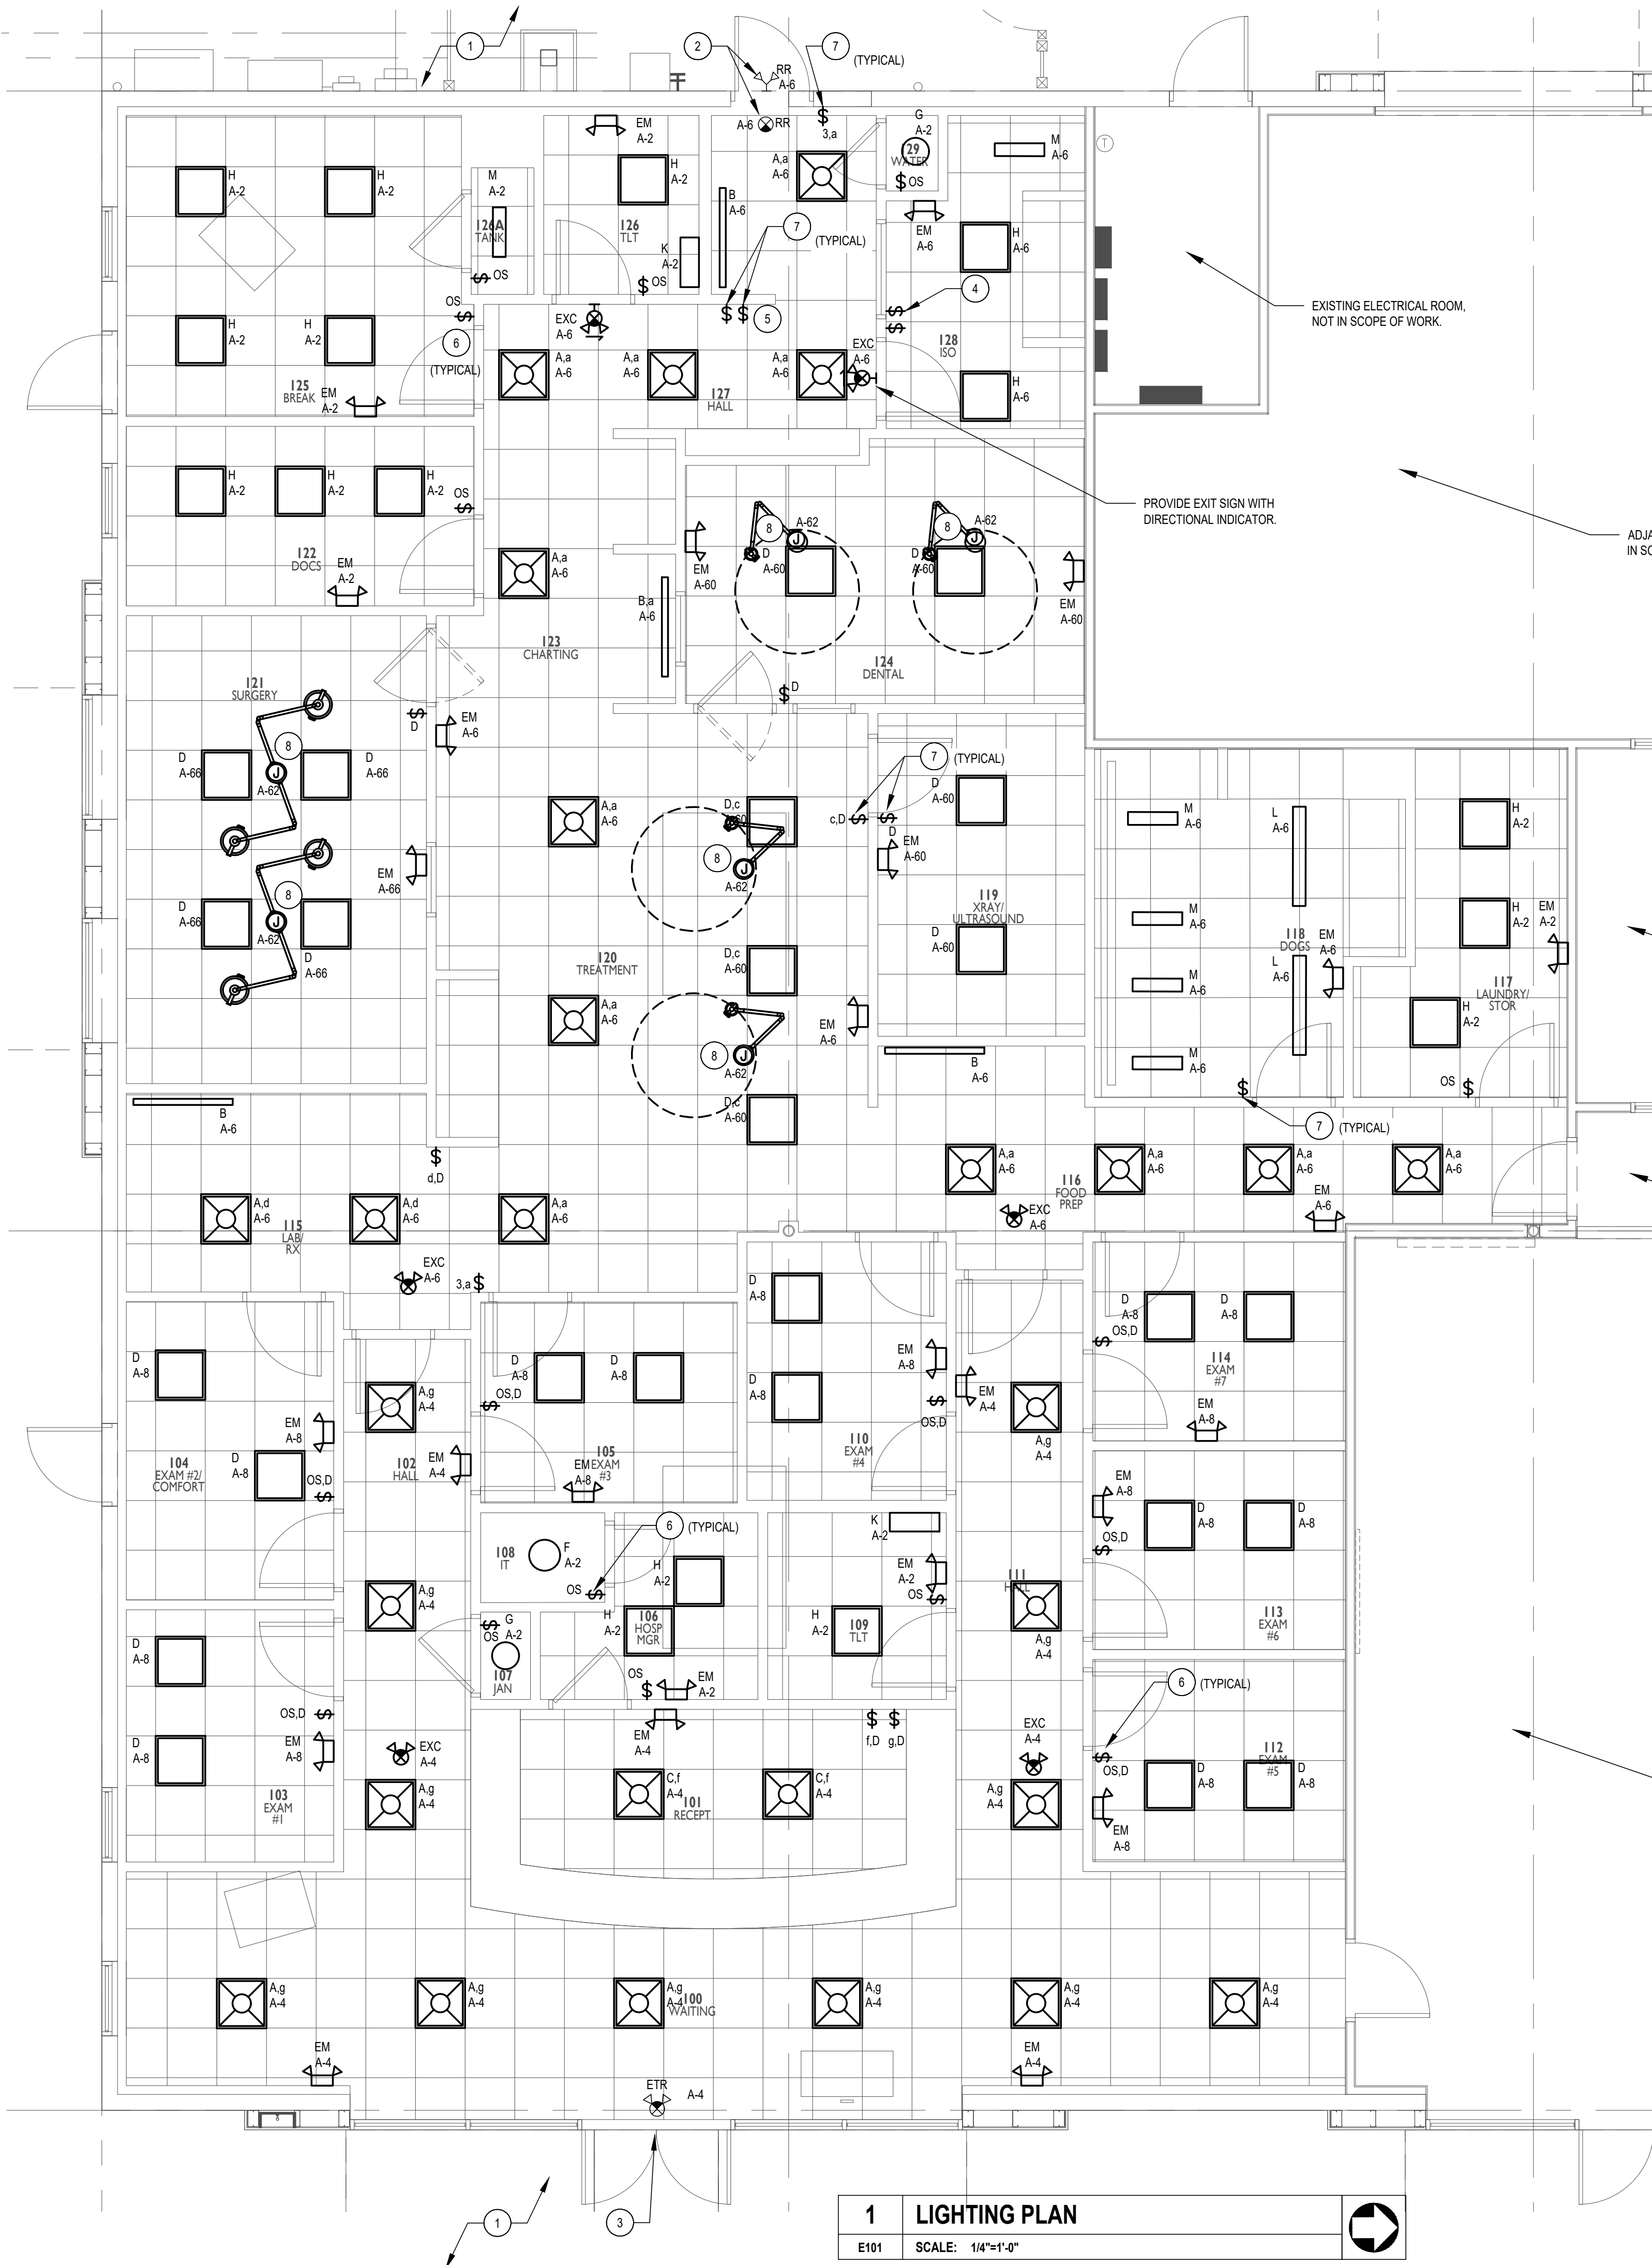 1
2
7
(TYPICAL)
RR
A-6
A-6
RR
3,a
G
A-2
29
WATER
OS
M
A-6
T
EM
A-2
H
A-2
H
A-2
H
A-2
M
A-2
126A
TANK
OS
126
TLT
K
A-2
OS
A,a
A-6
B
A-6
7
(TYPICAL)
EM
A-6
H
A-6
4
EXISTING ELECTRICAL ROOM,
NOT IN SCOPE OF WORK.
OS
6
(TYPICAL)
H
A-2
H
A-2
125
BREAK
EM
A-2
EXC
A-6
5
A,a
A-6
A,a
A-6
A,a
A-6
EXC
A-6
127
HALL
128
ISO
H
A-6
H
A-2
H
A-2
H
A-2
OS
122
DOCS
EM
A-2
A,a
A-6
PROVIDE EXIT SIGN WITH
DIRECTIONAL INDICATOR.
8
A-62
J
D
A-60
EM
A-60
8
A-62
J
D
A-60
EM
A-60
ADJA
IN SC
B,a
A-6
123
CHARTING
124
DENTAL
D
121
SURGERY
D
EM
A-6
8
D
A-66
J
A-62
D
A-66
A,a
A-6
D,c
A-60
c,D
7
(TYPICAL)
D
D
A-60
EM
A-60
8
J
A-62
EM
A-66
8
D
A-66
J
A-62
D
A-66
119
XRAY/
ULTRASOUND
D
A-60
120
TREATMENT
D,c
A-60
A,a
A-6
EM
A-6
8
J
A-62
D,c
A-60
M
A-6
L
A-6
H
A-2
M
A-6
118
DOGS
EM
A-6
H
A-2
EM
A-2
L
A-6
M
A-6
117
LAUNDRY/
STOR
H
A-2
M
A-6
OS
7
(TYPICAL)
B
A-6
B
A-6
d,D
A,d
A-6
A,d
A-6
A,a
A-6
115
LAB/
RX
EXC
A-6
3,a
A,a
A-6
A,a
A-6
A,a
A-6
A,a
A-6
116
FOOD
PREP
EXC
A-6
EM
A-6
D
A-8
EM
A-8
104
EXAM #2/
COMFORT
D
A-8
OS,D
A,g
A-4
102
HALL
EM
A-4
D
A-8
D
A-8
OS,D
105
EXAM
#3
EM
A-8
D
A-8
D
A-8
EM
A-8
OS,D
110
EXAM
#4
EM
A-4
A,g
A-4
D
A-8
D
A-8
OS,D
114
EXAM
#7
EM
A-8
EM
A-8
OS,D
D
A-8
D
A-8
113
EXAM
#6
6
(TYPICAL)
108
IT
F
A-2
OS
H
A-2
K
A-2
EM
A-2
OS
111
HALL
A,g
A-4
A,g
A-4
OS
G
A-2
107
JAN
H
A-2
106
HOSP
MGR
OS
EM
A-2
H
A-2
109
TLT
D
A-8
OS,D
EM
A-8
D
A-8
103
EXAM
#1
EXC
A-4
A,g
A-4
EM
A-4
f,D
g,D
C,f
A-4
C,f
A-4
101
RECEPT
EXC
A-4
A,g
A-4
6
(TYPICAL)
OS,D
EM
A-8
D
A-8
112
EXAM
#5
D
A-8
A,g
A-4
A,g
A-4
A,g
A-4
100
WAITING
A,g
A-4
A,g
A-4
A,g
A-4
EM
A-4
EM
A-4
ETR
A-4
1
3
1
LIGHTING PLAN
E101
SCALE: 1/4"=1'-0"